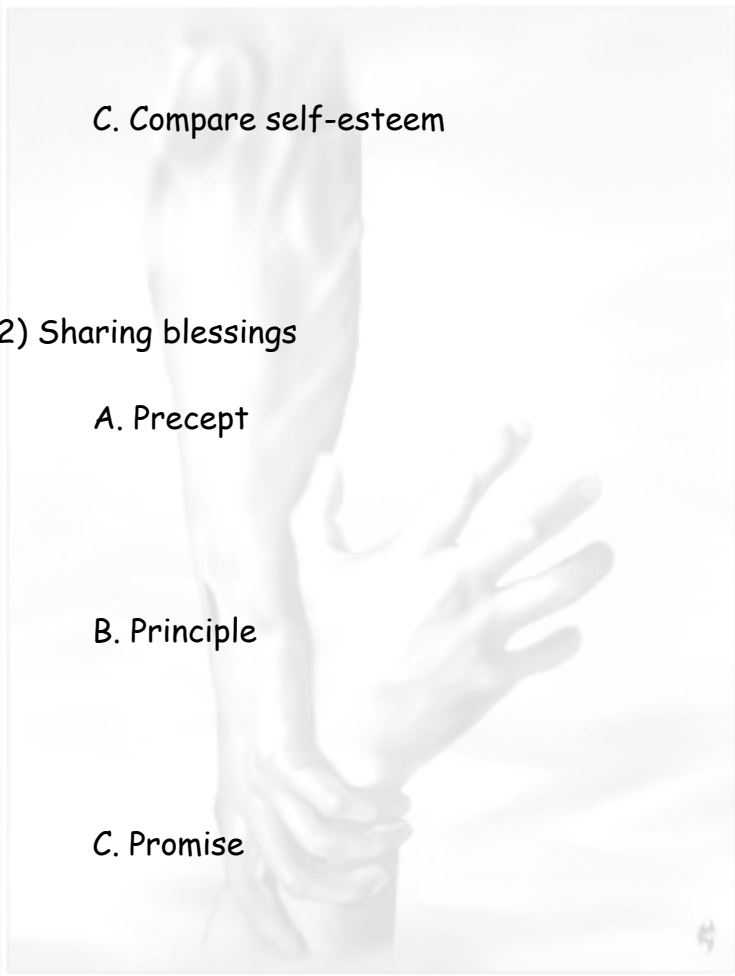 C. Compare self-esteem
2) Sharing blessings
A. Precept
B. Principle
C. Promise